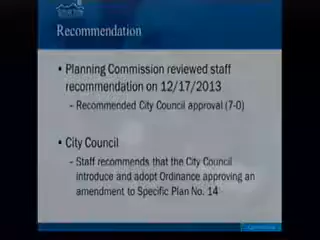 Recommendation
• Planning Commission reviewed staff
recommendation on 12/17/2013
– Recommended City Council approval (7-0)
• City Council
– Staff recommends that the City Council
introduce and adopt Ordinance approving an
amendment to Specific Plan No. 14